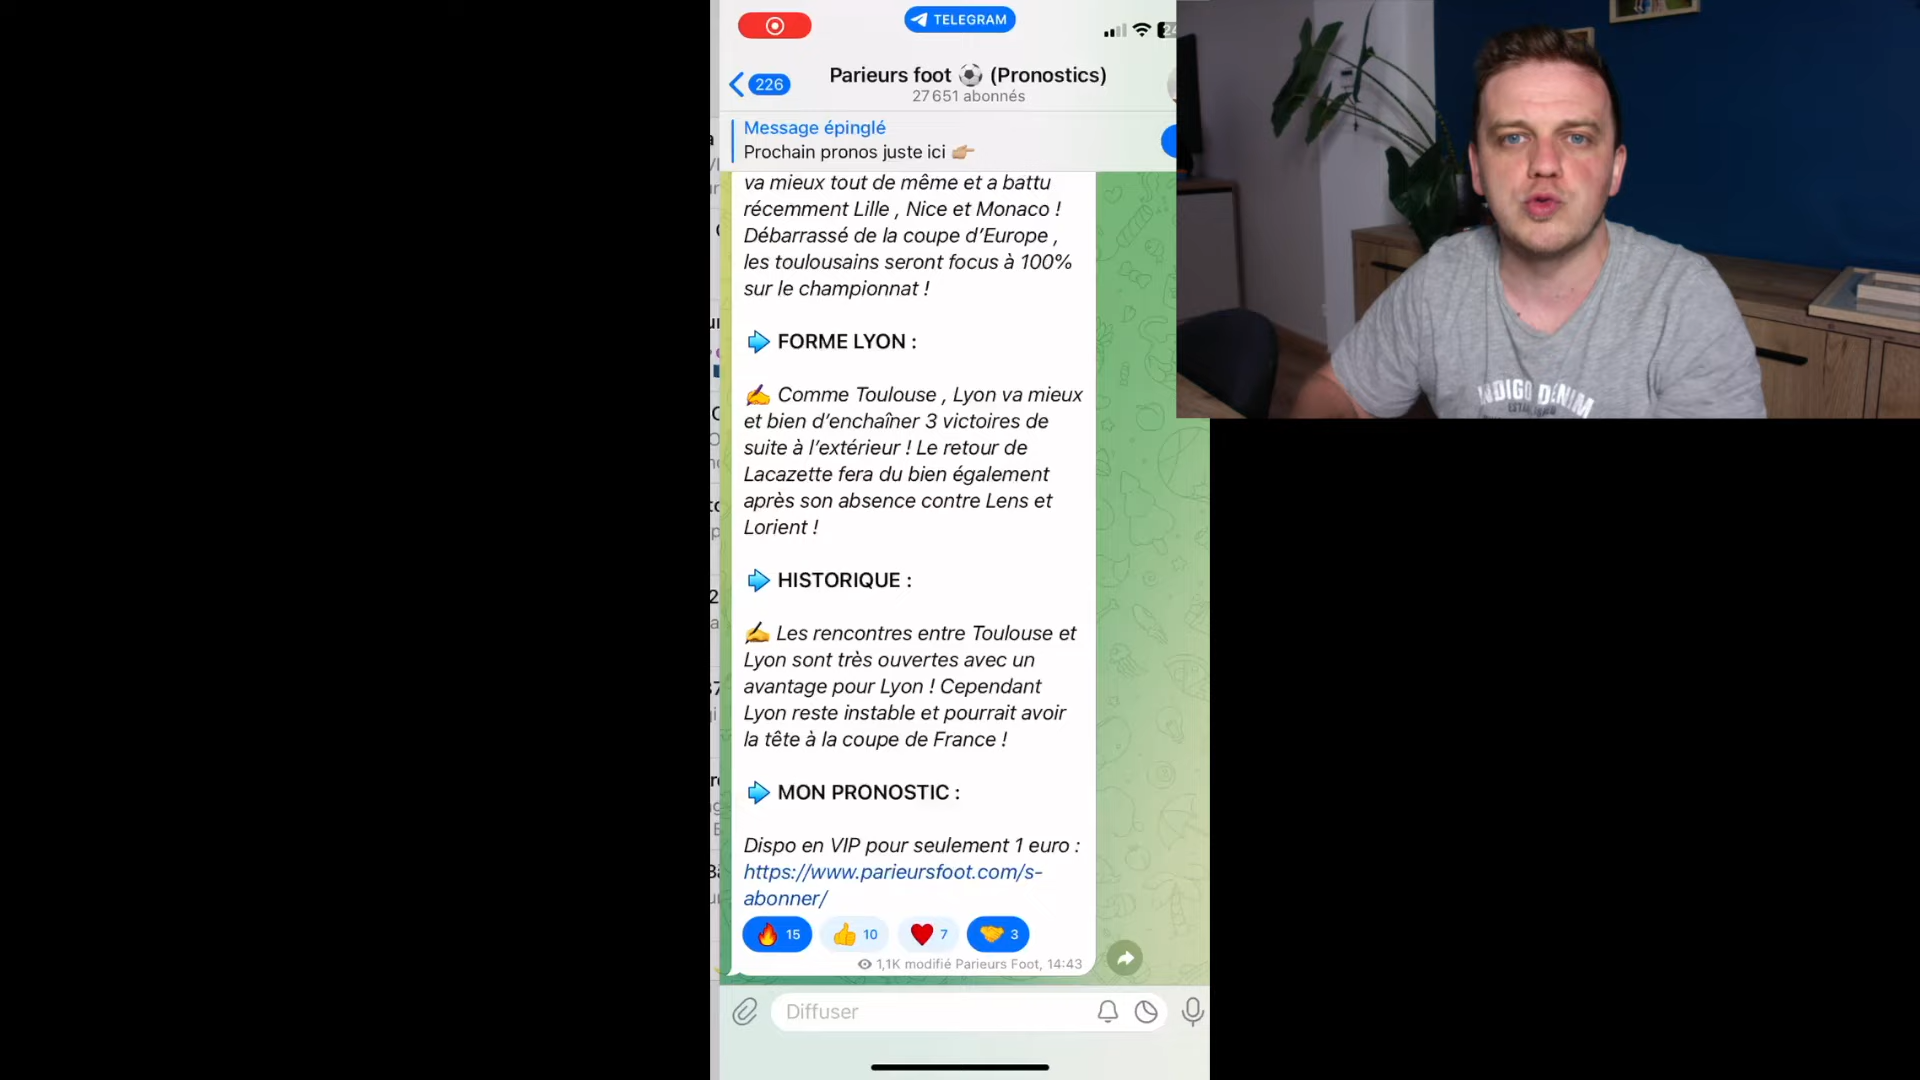 TELEGRAM
226
Parieurs foot ⚽ (Pronostics)
27 651 abonnés
Message épinglé
Prochain pronos juste ici 👉🏼
va mieux tout de même et a battu
récemment Lille , Nice et Monaco !
Débarrassé de la coupe d'Europe ,
les toulousains seront focus à 100%
sur le championnat !
FORME LYON :
✍️ Comme Toulouse , Lyon va mieux
et bien d'enchaîner 3 victoires de
suite à l'extérieur ! Le retour de
Lacazette fera du bien également
après son absence contre Lens et
Lorient !
HISTORIQUE :
✍️ Les rencontres entre Toulouse et
Lyon sont très ouvertes avec un
avantage pour Lyon ! Cependant
Lyon reste instable et pourrait avoir
la tête à la coupe de France !
MON PRONOSTIC :
Dispo en VIP pour seulement 1 euro :
https://www.parieursfoot.com/s-
abonner/
🔥 15 👍 10 ❤️ 7 🤝 3
1,1K modifié Parieurs Foot, 14:43
Diffuser
INDIGO DENIM